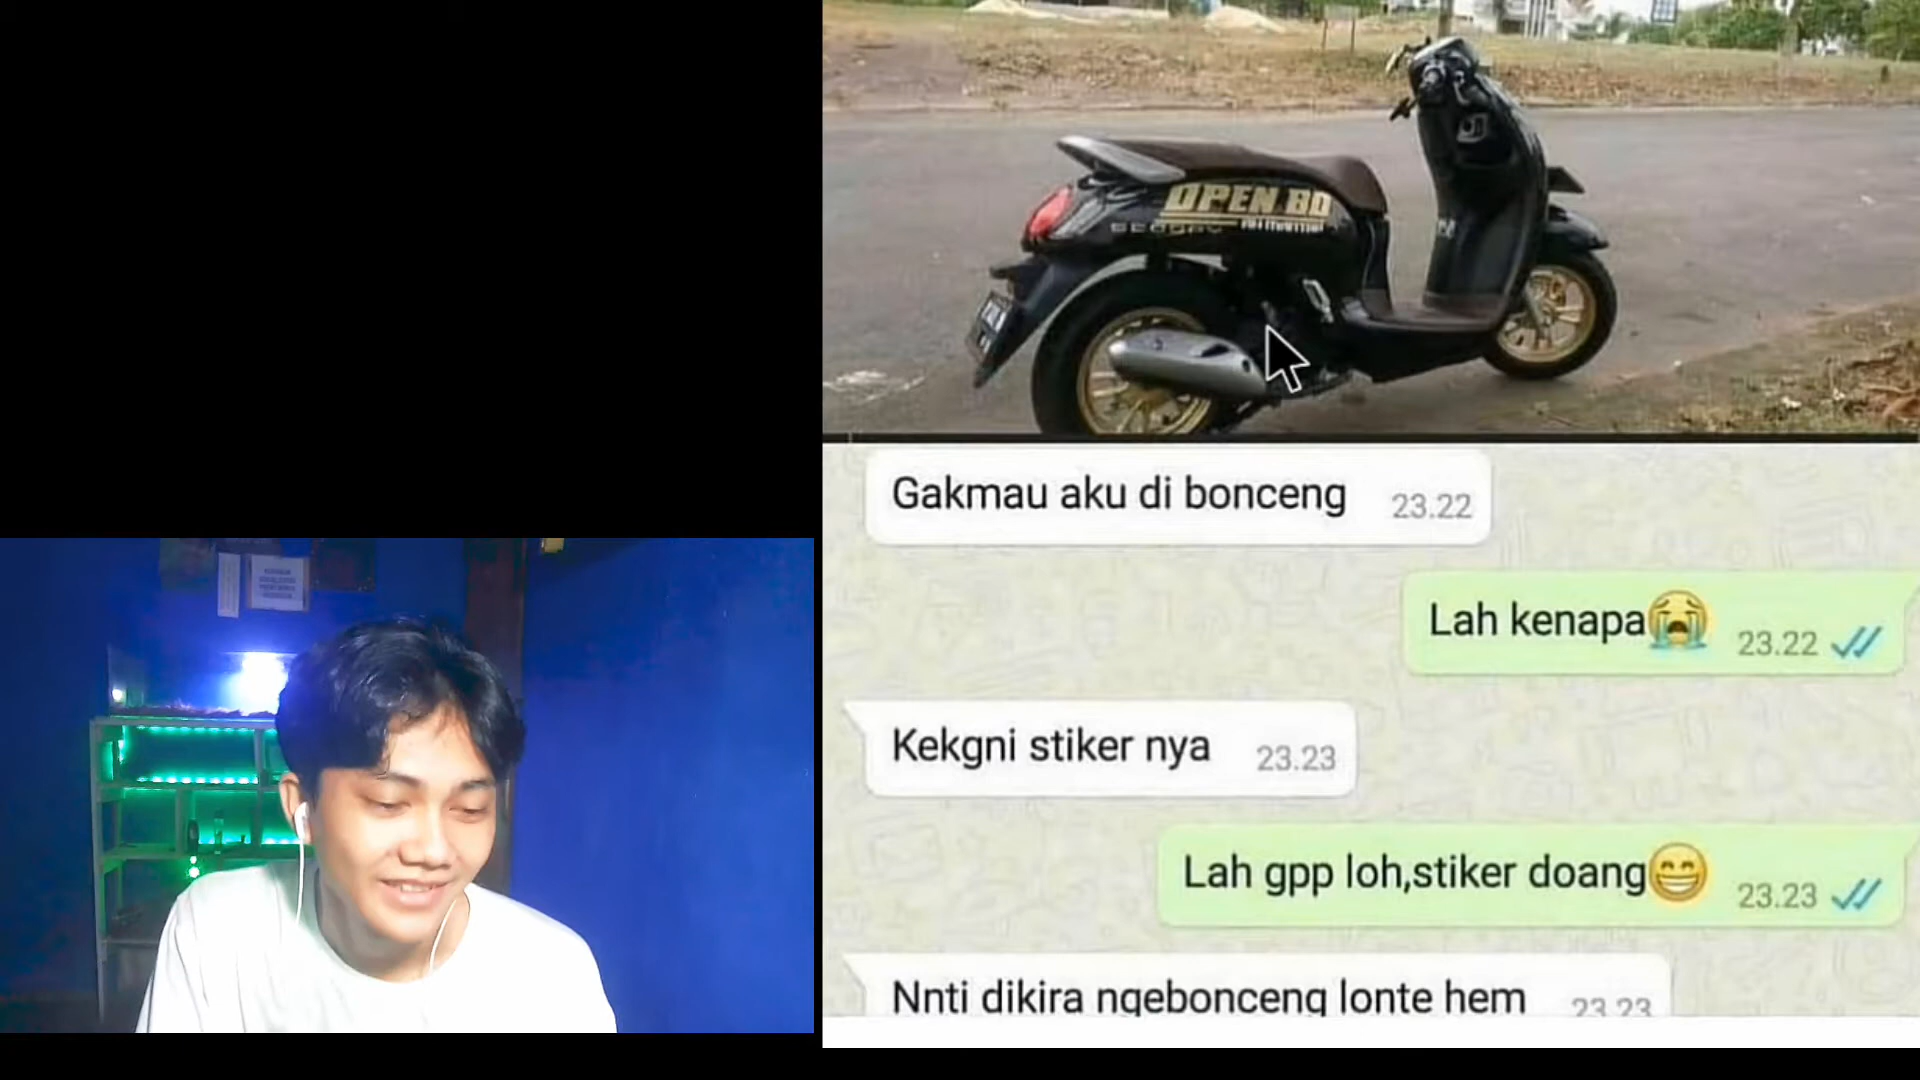 OPEN BO
Gakmau aku di bonceng 23.22
Lah kenapa😭 23.22
Kekgni stiker nya 23.23
Lah gpp loh,stiker doang😁 23.23
Nnti dikira ngebonceng lonte hem 23.23